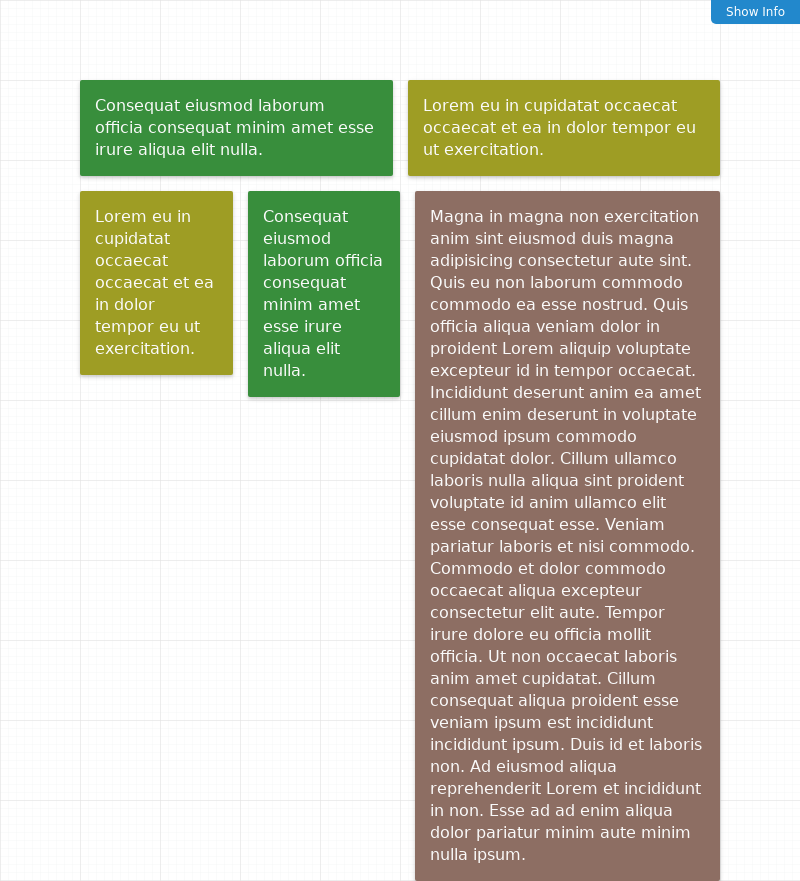 Show Info
Consequat eiusmod laborum
officia consequat minim amet esse
irure aliqua elit nulla.
Lorem eu in cupidatat occaecat
occaecat et ea in dolor tempor eu
ut exercitation.
Lorem eu in
cupidatat
occaecat
occaecat et ea
in dolor
tempor eu ut
exercitation.
Consequat
eiusmod
laborum officia
consequat
minim amet
esse irure
aliqua elit
nulla.
Magna in magna non exercitation
anim sint eiusmod duis magna
adipisicing consectetur aute sint.
Quis eu non laborum commodo
commodo ea esse nostrud. Quis
officia aliqua veniam dolor in
proident Lorem aliquip voluptate
excepteur id in tempor occaecat.
Incididunt deserunt anim ea amet
cillum enim deserunt in voluptate
eiusmod ipsum commodo
cupidatat dolor. Cillum ullamco
laboris nulla aliqua sint proident
voluptate id anim ullamco elit
esse consequat esse. Veniam
pariatur laboris et nisi commodo.
Commodo et dolor commodo
occaecat aliqua excepteur
consectetur elit aute. Tempor
irure dolore eu officia mollit
officia. Ut non occaecat laboris
anim amet cupidatat. Cillum
consequat aliqua proident esse
veniam ipsum est incididunt
incididunt ipsum. Duis id et laboris
non. Ad eiusmod aliqua
reprehenderit Lorem et incididunt
in non. Esse ad ad enim aliqua
dolor pariatur minim aute minim
nulla ipsum.